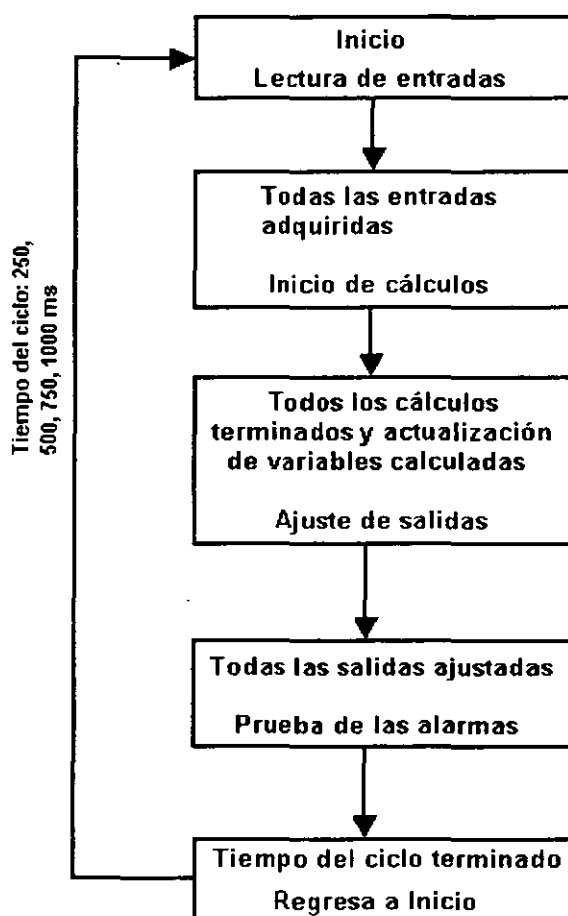 Inicio
Lectura de entradas
Todas las entradas
adquiridas
Inicio de cálculos
Todos los cálculos
terminados y actualización
de variables calculadas
Ajuste de salidas
Todas las salidas ajustadas
Prueba de las alarmas
Tiempo del ciclo terminado
Regresa a Inicio
Tiempo del ciclo: 250,
500, 750, 1000 ms